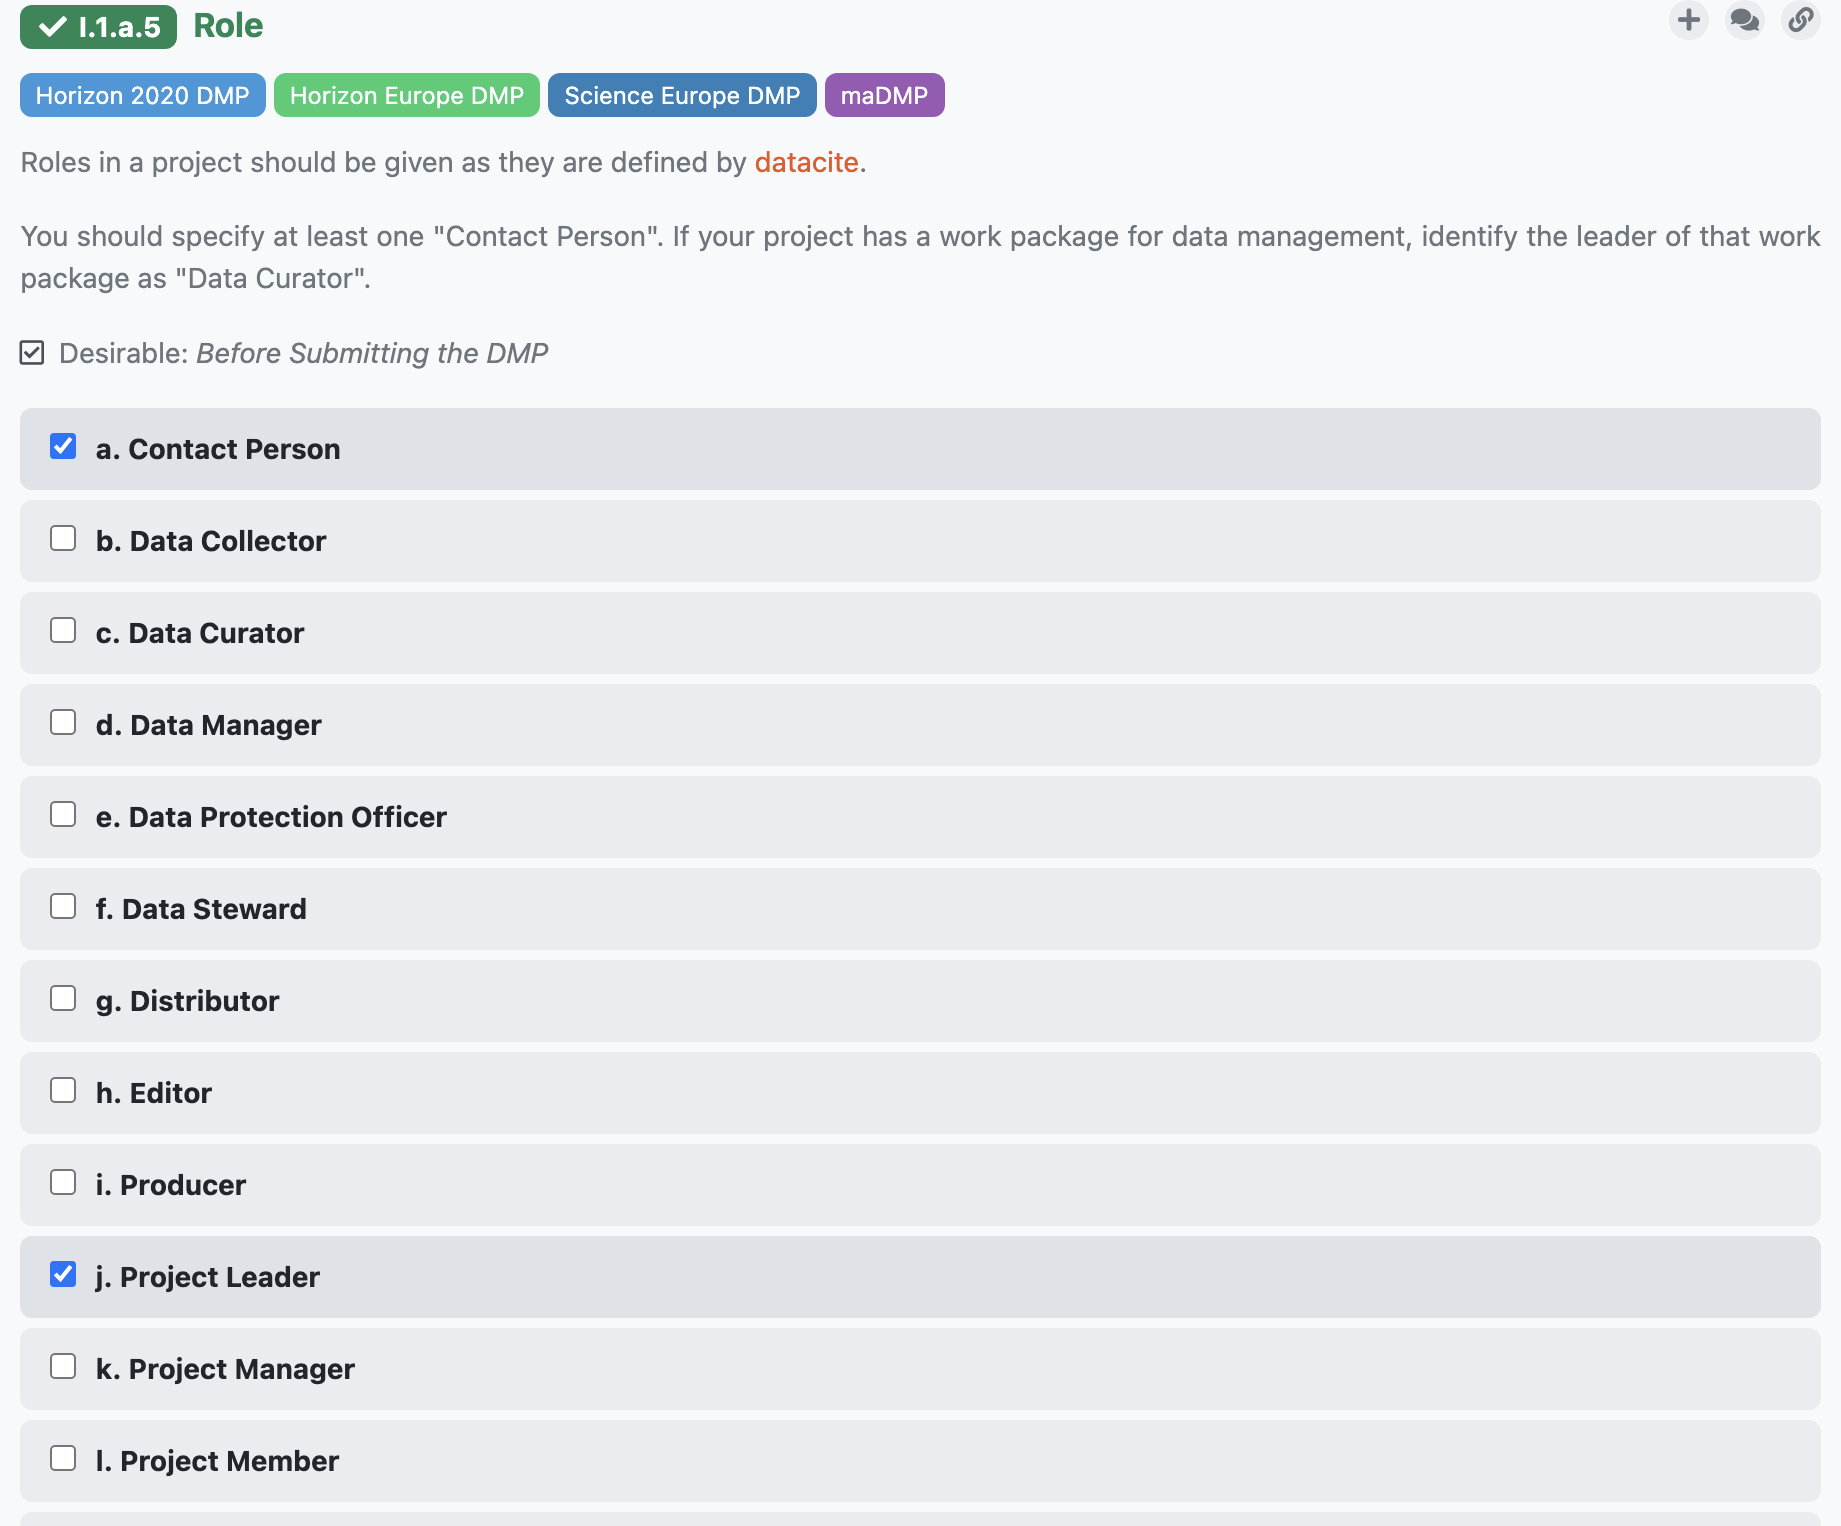 I.1.a.5 Role
Horizon 2020 DMP Horizon Europe DMP Science Europe DMP maDMP
Roles in a project should be given as they are defined by datacite.
You should specify at least one "Contact Person". If your project has a work package for data management, identify the leader of that work
package as "Data Curator".
Desirable: Before Submitting the DMP
a. Contact Person
b. Data Collector
c. Data Curator
d. Data Manager
e. Data Protection Officer
f. Data Steward
g. Distributor
h. Editor
i. Producer
j. Project Leader
k. Project Manager
l. Project Member